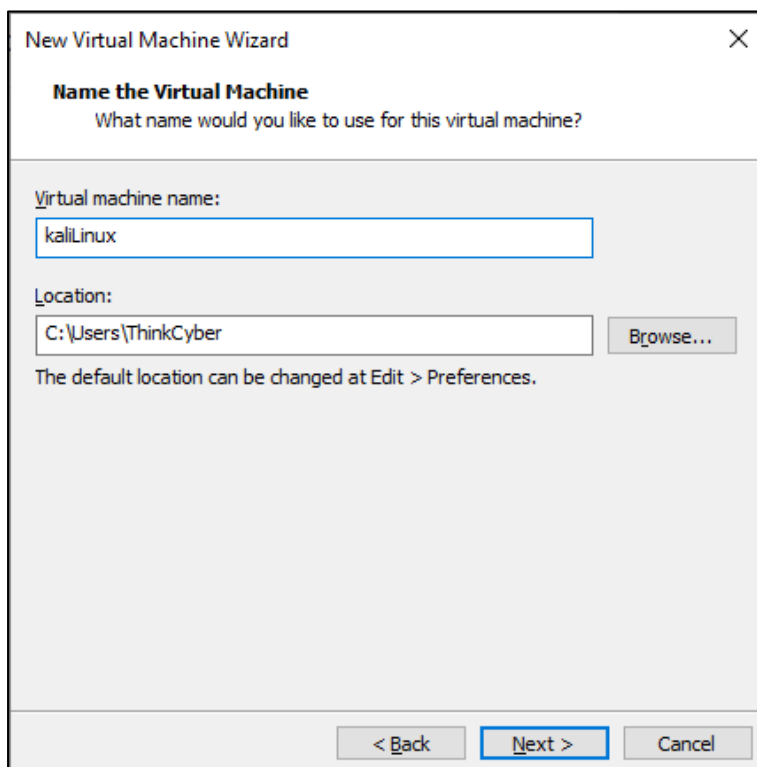 New Virtual Machine Wizard
Name the Virtual Machine
What name would you like to use for this virtual machine?
Virtual machine name:
kaliLinux
Location:
C:\Users\ThinkCyber
Browse...
The default location can be changed at Edit > Preferences.
< Back Next > Cancel